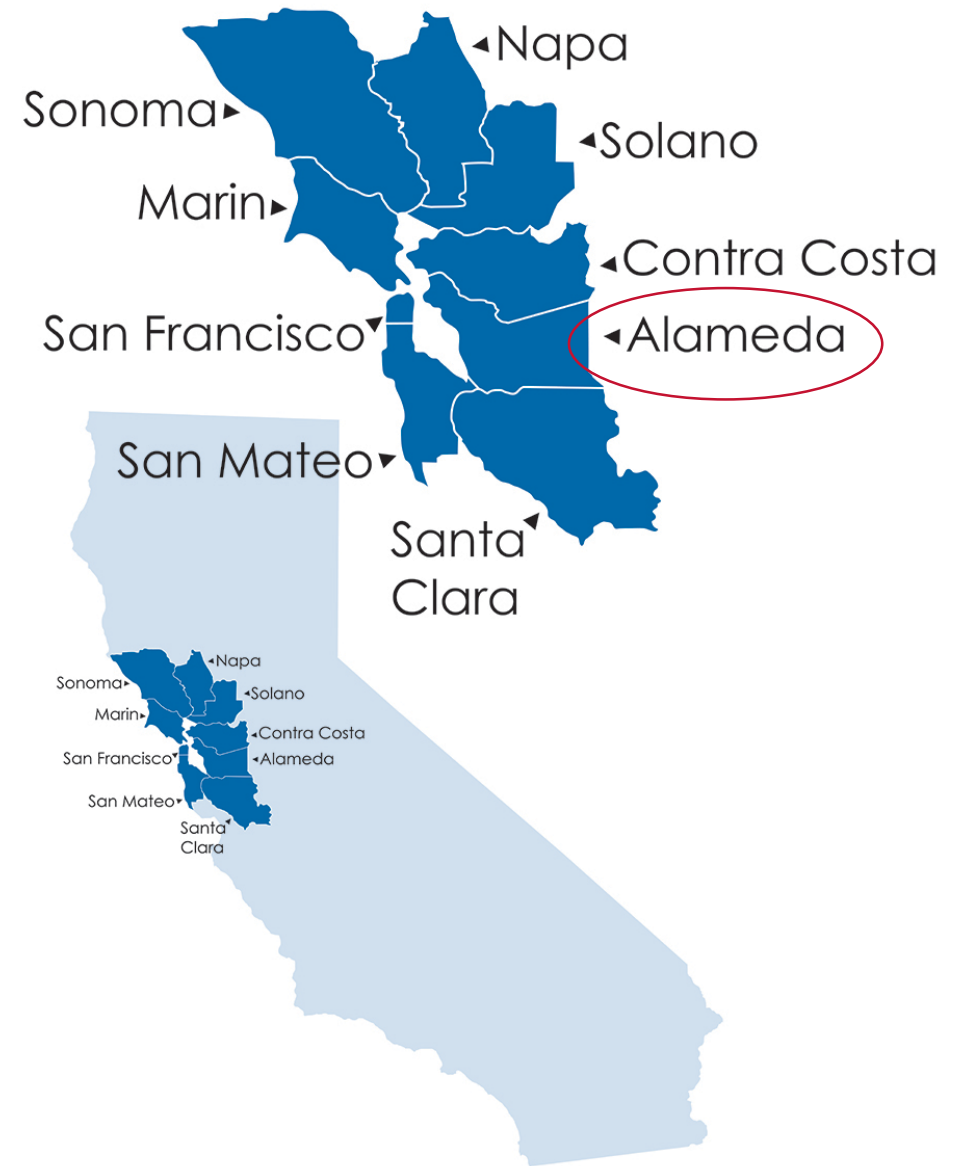 Napa
Sonoma
Solano
Marin
Contra Costa
San Francisco
Alameda
San Mateo
Santa
Clara
Napa
Sonoma
Solano
Marin
Contra Costa
San Francisco
Alameda
San Mateo
Santa
Clara